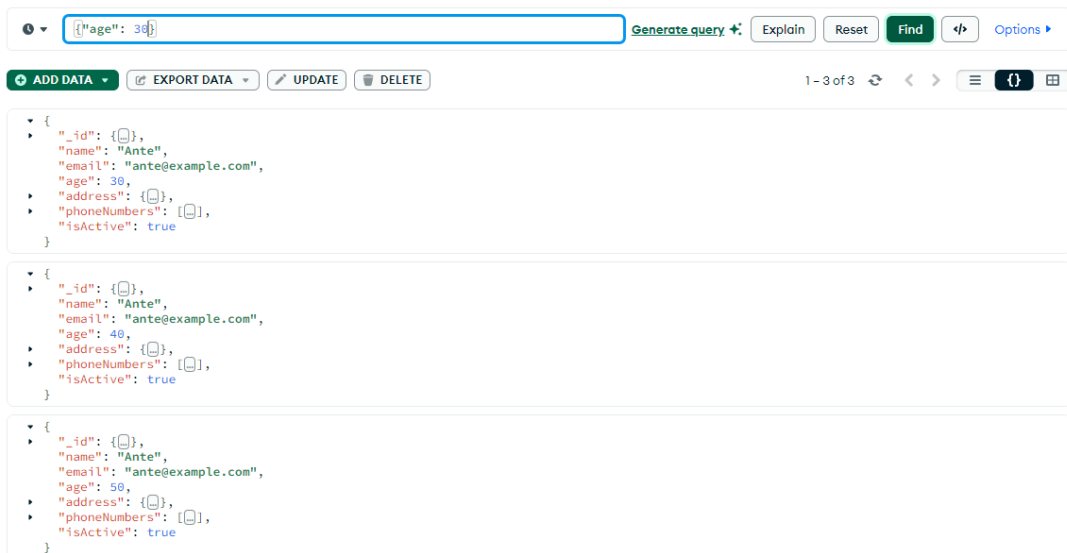 {"age": 30} Generate query Explain Reset Find </> Options
ADD DATA EXPORT DATA UPDATE DELETE 1 – 3 of 3 {}
{
"_id": {…},
"name": "Ante",
"email": "ante@example.com",
"age": 30,
"address": {…},
"phoneNumbers": […],
"isActive": true
}
{
"_id": {…},
"name": "Ante",
"email": "ante@example.com",
"age": 40,
"address": {…},
"phoneNumbers": […],
"isActive": true
}
{
"_id": {…},
"name": "Ante",
"email": "ante@example.com",
"age": 50,
"address": {…},
"phoneNumbers": […],
"isActive": true
}